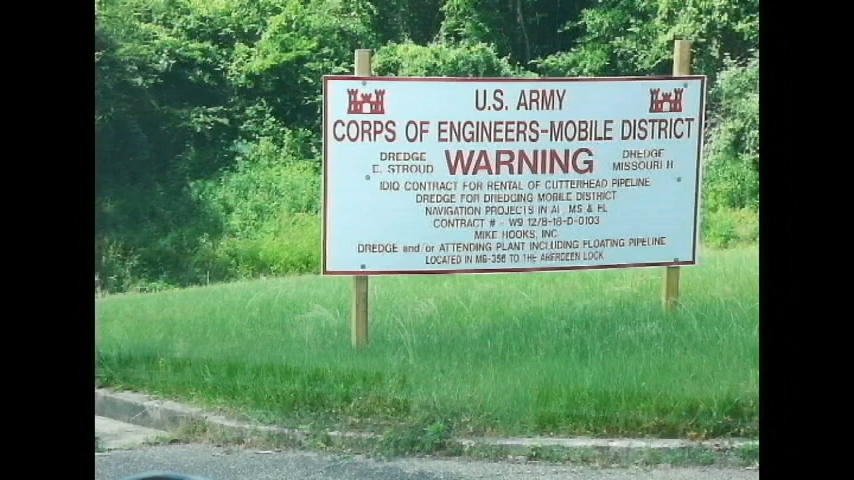 U.S. ARMY
CORPS OF ENGINEERS-MOBILE DISTRICT
DREDGE E. STROUD
WARNING
DREDGE MISSOURI H
IDIQ CONTRACT FOR RENTAL OF CUTTERHEAD PIPELINE
DREDGE FOR DREDGING MOBILE DISTRICT
NAVIGATION PROJECTS IN AL, MS & FL
CONTRACT # - W9 12/8-18-D-0103
MIKE HOOKS, INC
DREDGE and/or ATTENDING PLANT INCLUDING FLOATING PIPELINE
LOCATED IN MG-356 TO THE ABERDEEN LOCK